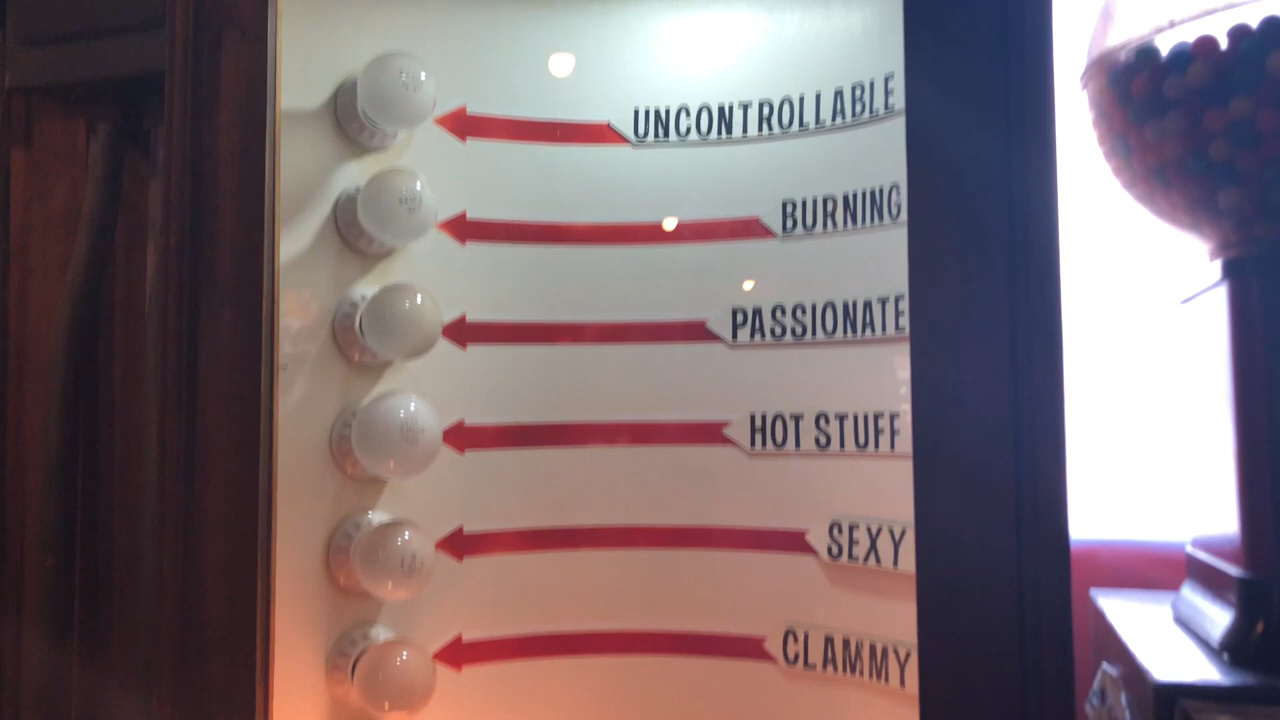 UNCONTROLLABLE
BURNING
PASSIONATE
HOT STUFF
SEXY
CLAMMY